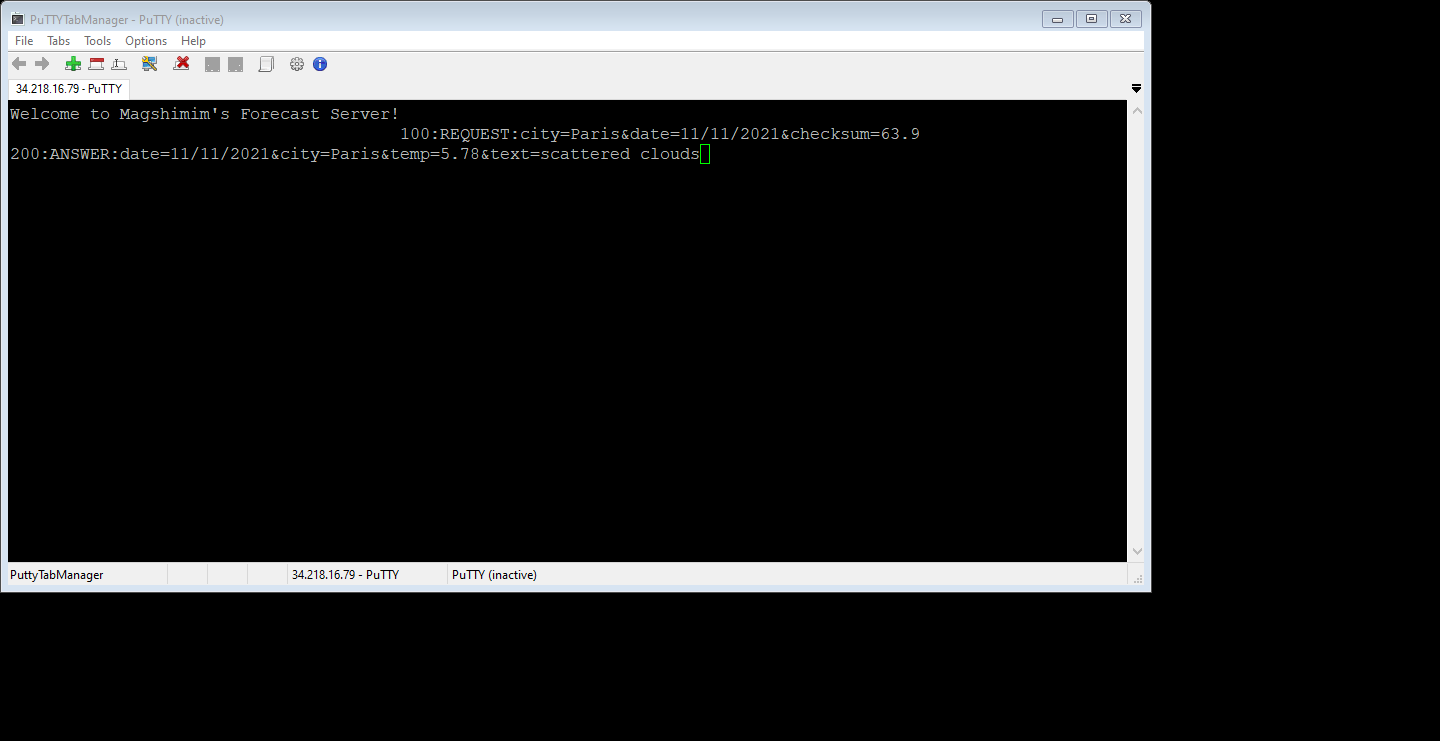 PuTTYTabManager - PuTTY (inactive)
File Tabs Tools Options Help
34.218.16.79 - PuTTY
Welcome to Magshimim's Forecast Server!
100:REQUEST:city=Paris&date=11/11/2021&checksum=63.9
200:ANSWER:date=11/11/2021&city=Paris&temp=5.78&text=scattered clouds
PuttyTabManager 34.218.16.79 - PuTTY PuTTY (inactive)